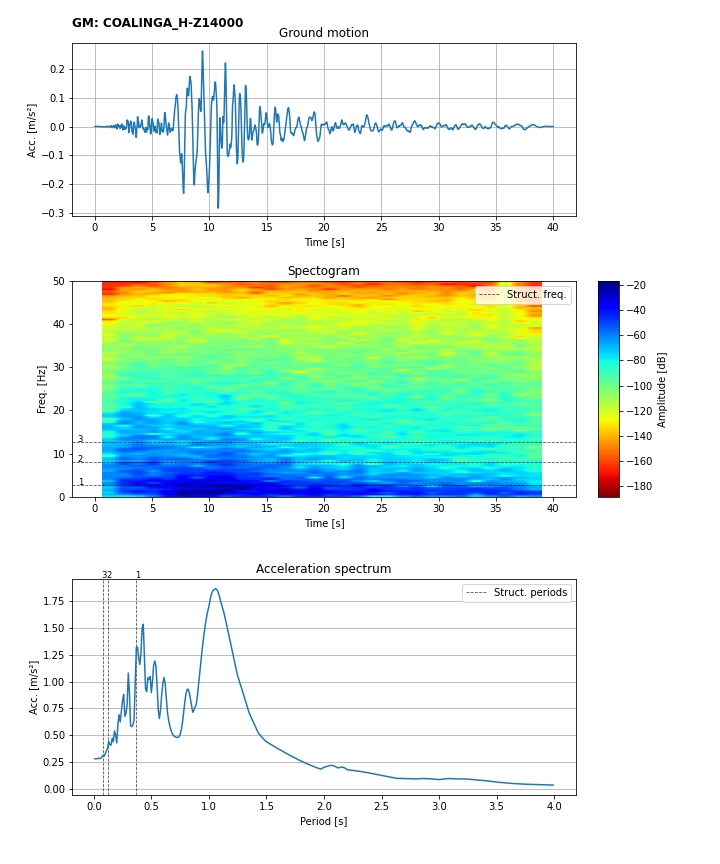 GM: COALINGA_H-Z14000
Ground motion
Acc. [m/s²]
0.2
0.1
0.0
−0.1
−0.2
−0.3
0 5 10 15 20 25 30 35 40
Time [s]
Spectogram
Freq. [Hz]
50
40
30
20
10
0
Struct. freq.
3
2
1
0 5 10 15 20 25 30 35 40
Time [s]
−20
−40
−60
−80
−100
−120
−140
−160
−180
Amplitude [dB]
Acceleration spectrum
3 2 1
Struct. periods
Acc. [m/s²]
1.75
1.50
1.25
1.00
0.75
0.50
0.25
0.00
0.0 0.5 1.0 1.5 2.0 2.5 3.0 3.5 4.0
Period [s]